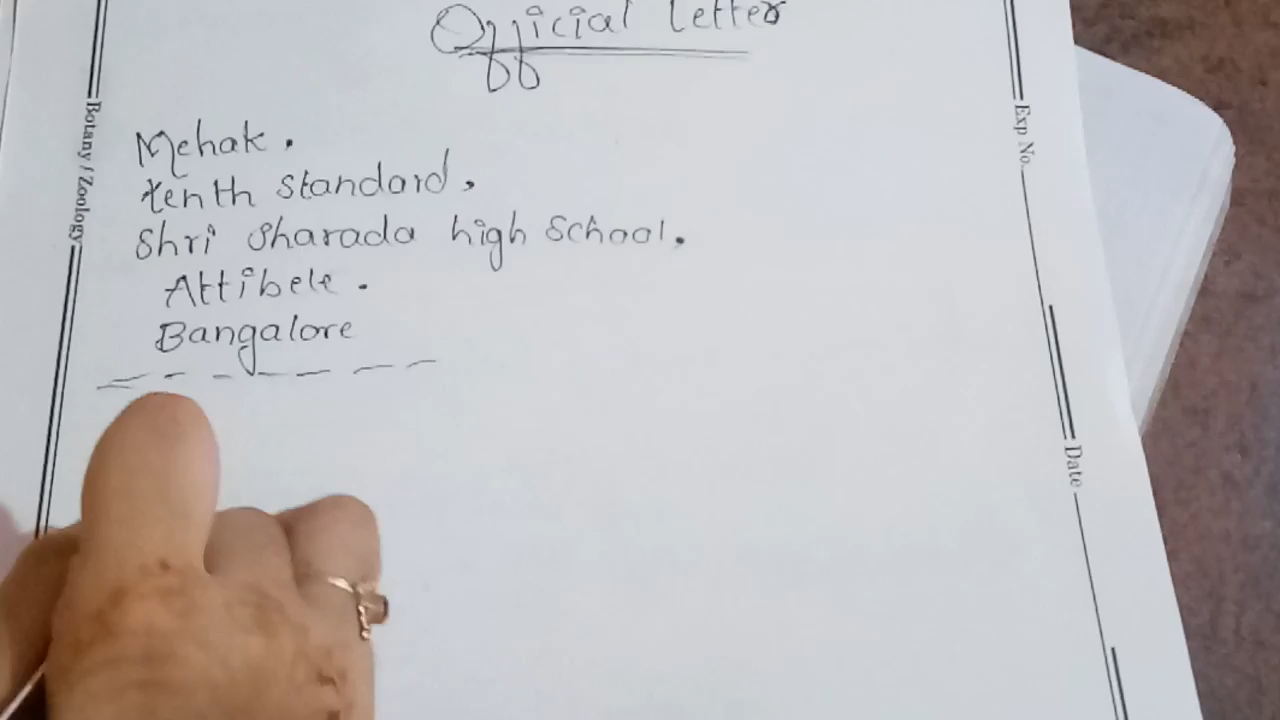 Official Letter
Mehak.
tenth standard,
Shri Sharada high School,
Attibele.
Bangalore
Botany / Zoology
Exp No.
Date